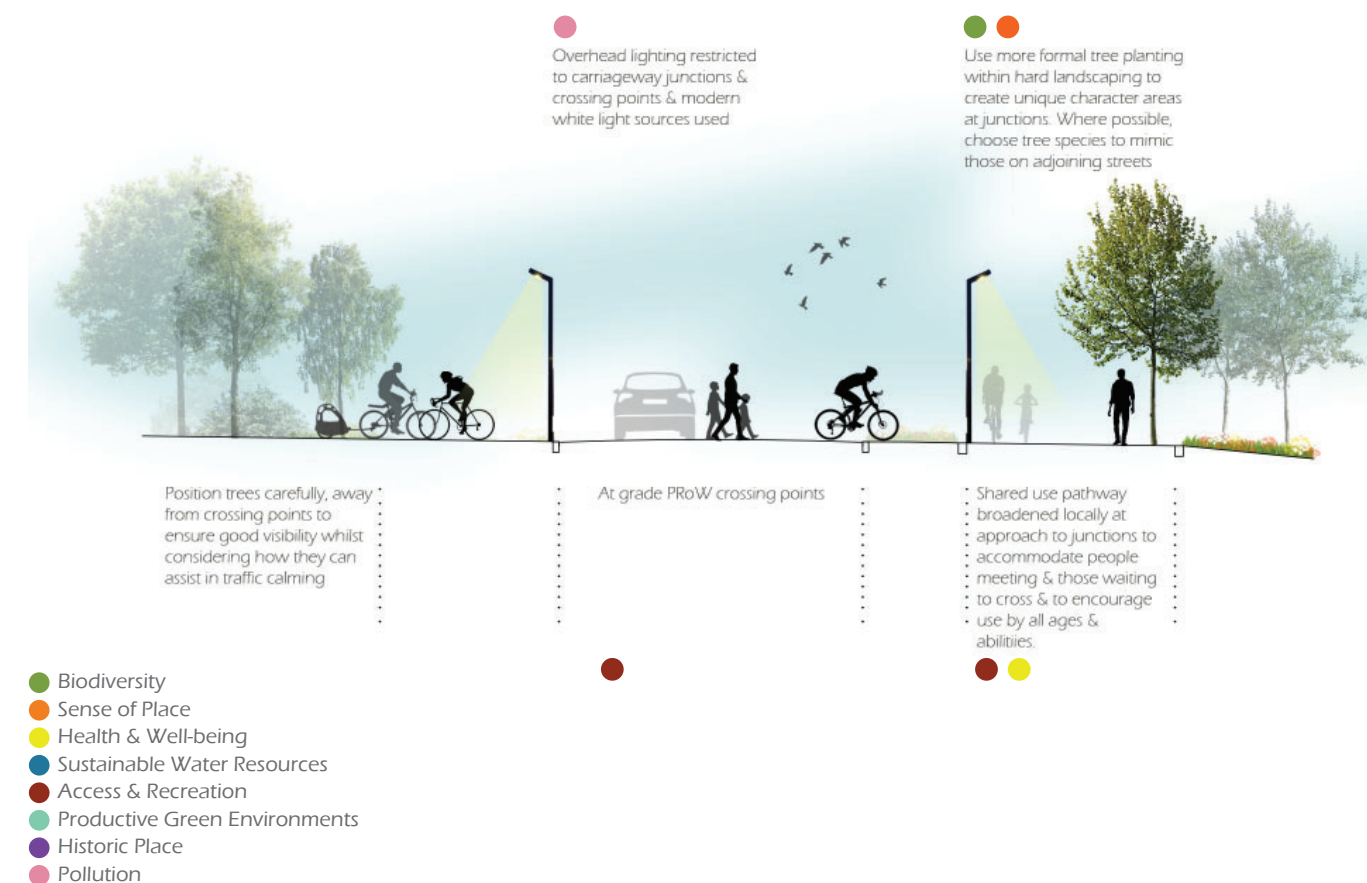 Overhead lighting restricted
to carriageway junctions &
crossing points & modern
white light sources used
Use more formal tree planting
within hard landscaping to
create unique character areas
at junctions. Where possible,
choose tree species to mimic
those on adjoining streets
Position trees carefully, away
from crossing points to
ensure good visibility whilst
considering how they can
assist in traffic calming
At grade PRoW crossing points
Shared use pathway
broadened locally at
approach to junctions to
accommodate people
meeting & those waiting
to cross & to encourage
use by all ages &
abilitiies.
Biodiversity
Sense of Place
Health & Well-being
Sustainable Water Resources
Access & Recreation
Productive Green Environments
Historic Place
Pollution